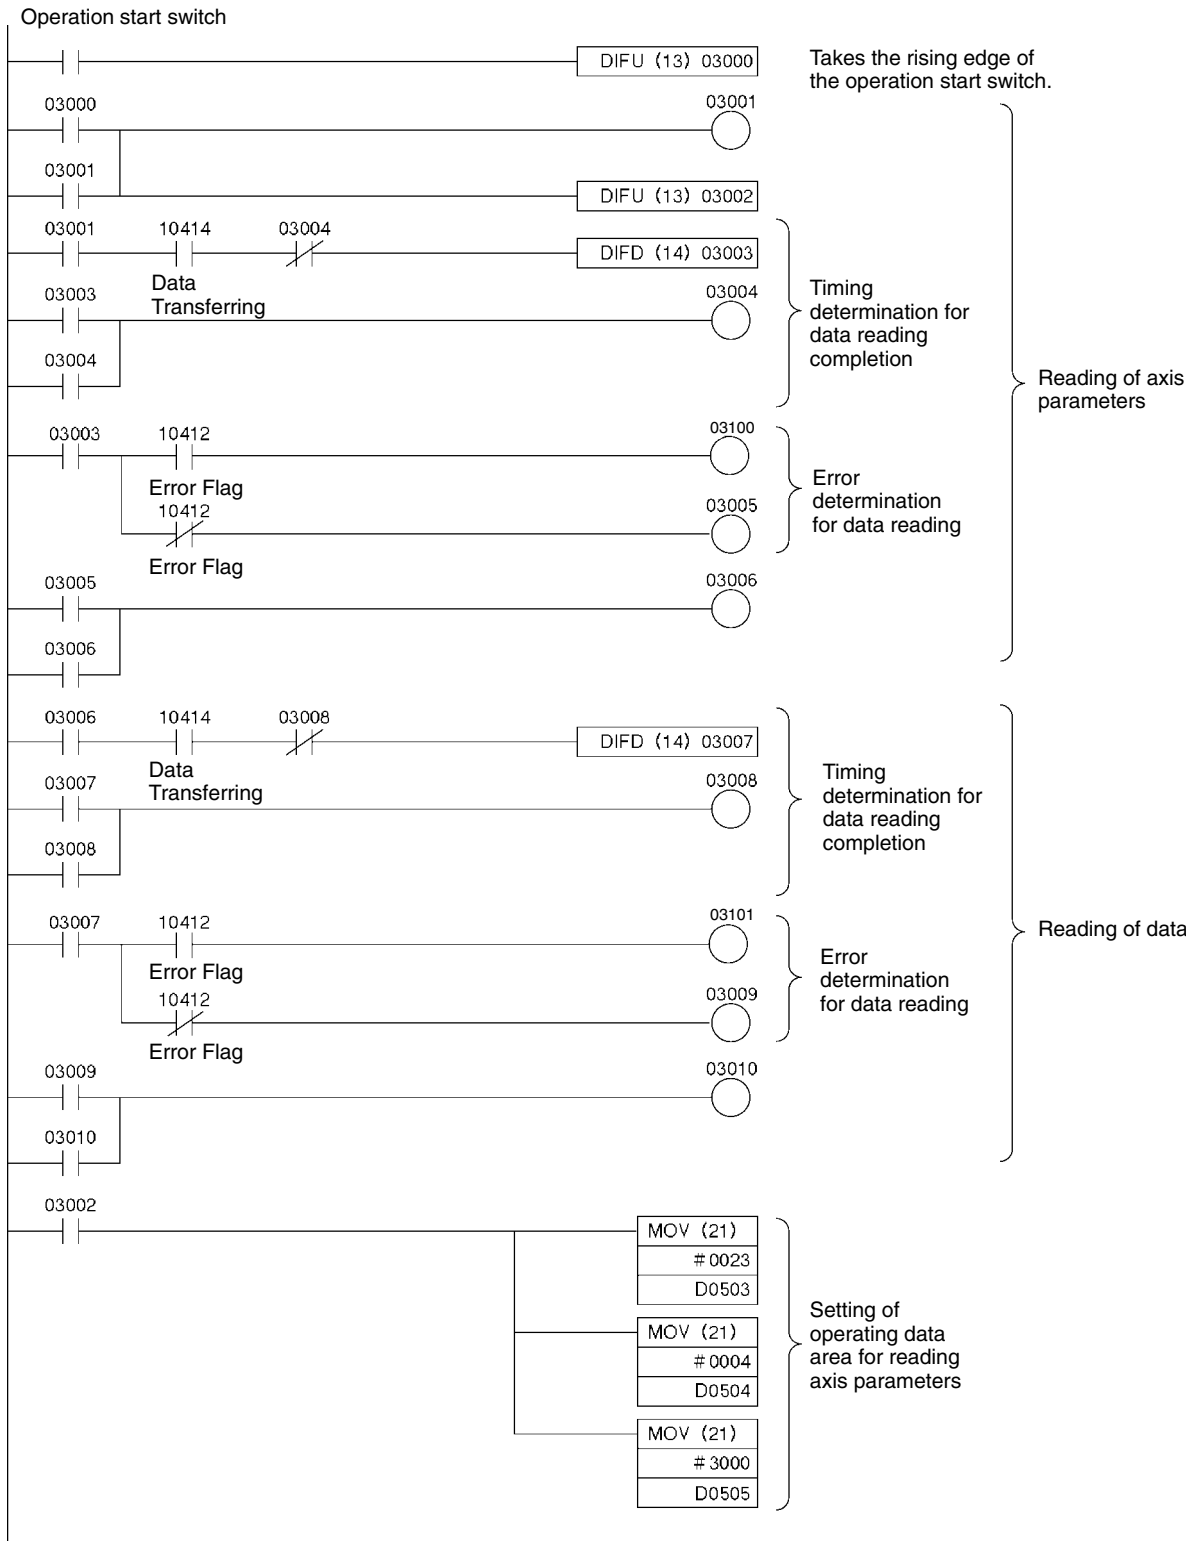 Operation start switch
DIFU (13) 03000
Takes the rising edge of
the operation start switch.
03000
03001
03001
DIFU (13) 03002
03001 10414 03004
DIFD (14) 03003
Data
Transferring
03003
03004
03004
Timing
determination for
data reading
completion
Reading of axis
parameters
03003 10412
03100
Error Flag
10412
03005
Error Flag
Error
determination
for data reading
03005
03006
03006
03006 10414 03008
DIFD (14) 03007
Data
Transferring
03007
03008
03008
Timing
determination for
data reading
completion
Reading of data
03007 10412
03101
Error Flag
10412
03009
Error Flag
Error
determination
for data reading
03009
03010
03010
03002
MOV (21)
#0023
D0503
MOV (21)
#0004
D0504
MOV (21)
#3000
D0505
Setting of
operating data
area for reading
axis parameters